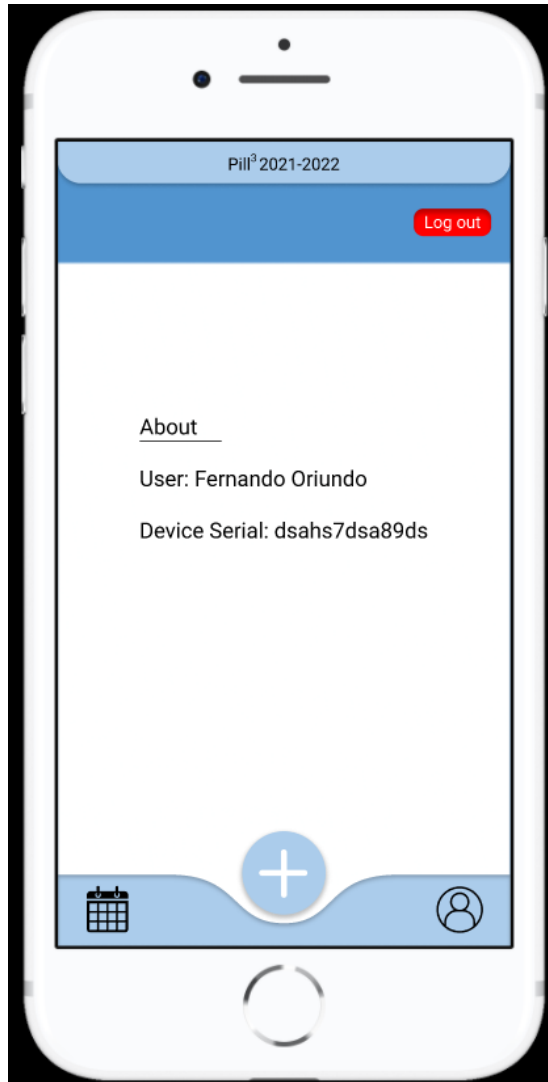 Pill³ 2021-2022
Log out
About
User: Fernando Oriundo
Device Serial: dsahs7dsa89ds